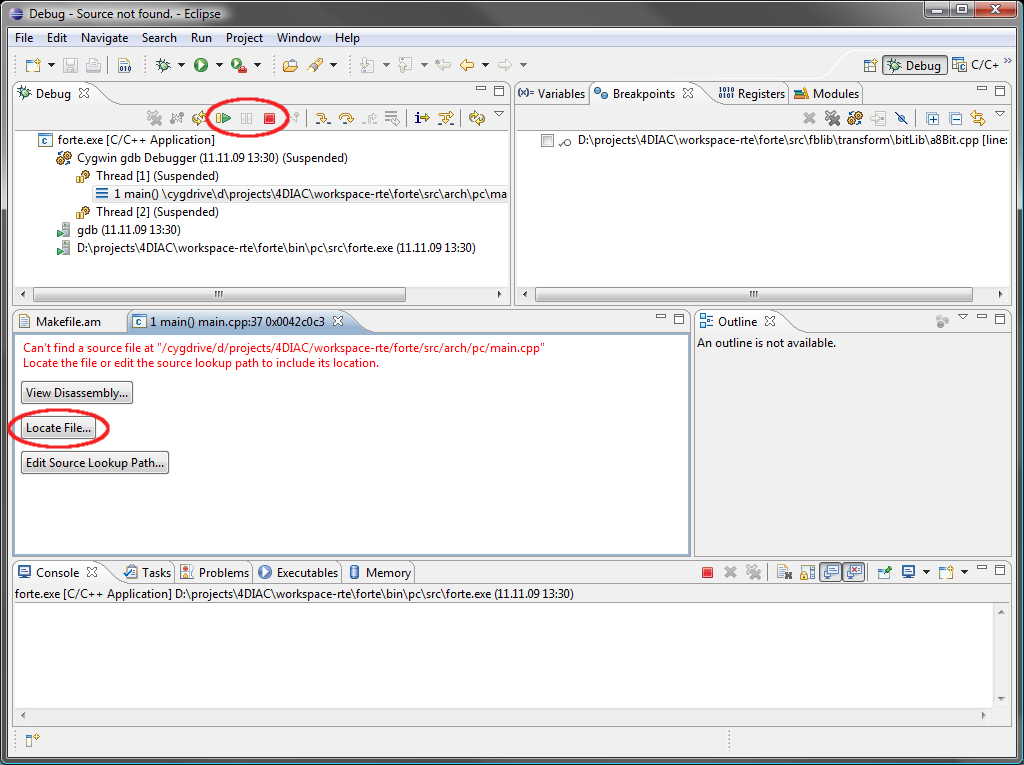 Debug - Source not found. - Eclipse
File Edit Navigate Search Run Project Window Help
Debug C/C++
Debug
forte.exe [C/C++ Application]
Cygwin gdb Debugger (11.11.09 13:30) (Suspended)
Thread [1] (Suspended)
1 main() \cygdrive\d\projects\4DIAC\workspace-rte\forte\src\arch\pc\ma
Thread [2] (Suspended)
gdb (11.11.09 13:30)
D:\projects\4DIAC\workspace-rte\forte\bin\pc\src\forte.exe (11.11.09 13:30)
(x)= Variables Breakpoints Registers Modules
D:\projects\4DIAC\workspace-rte\forte\src\fblib\transform\bitLib\a8Bit.cpp [line:
Makefile.am 1 main() main.cpp:37 0x0042c0c3
Can't find a source file at "/cygdrive/d/projects/4DIAC/workspace-rte/forte/src/arch/pc/main.cpp"
Locate the file or edit the source lookup path to include its location.
View Disassembly...
Locate File...
Edit Source Lookup Path...
Outline
An outline is not available.
Console Tasks Problems Executables Memory
forte.exe [C/C++ Application] D:\projects\4DIAC\workspace-rte\forte\bin\pc\src\forte.exe (11.11.09 13:30)